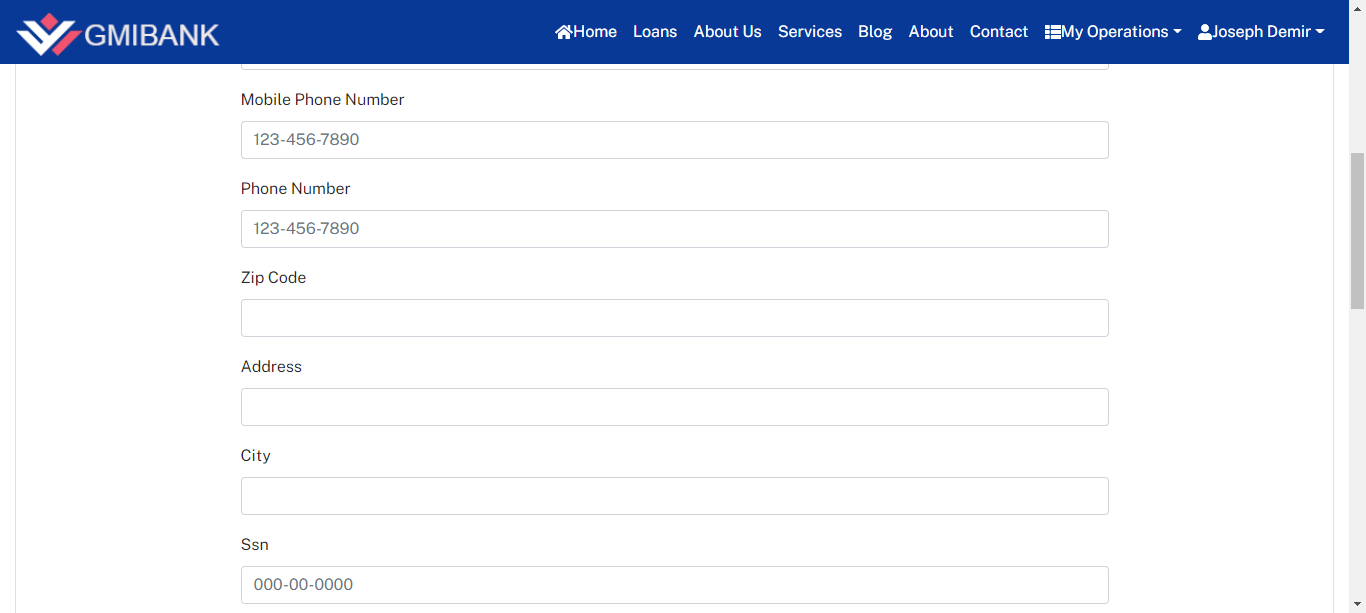 GMIBANK Home Loans About Us Services Blog About Contact My Operations Joseph Demir
Mobile Phone Number
123-456-7890
Phone Number
123-456-7890
Zip Code
Address
City
Ssn
000-00-0000